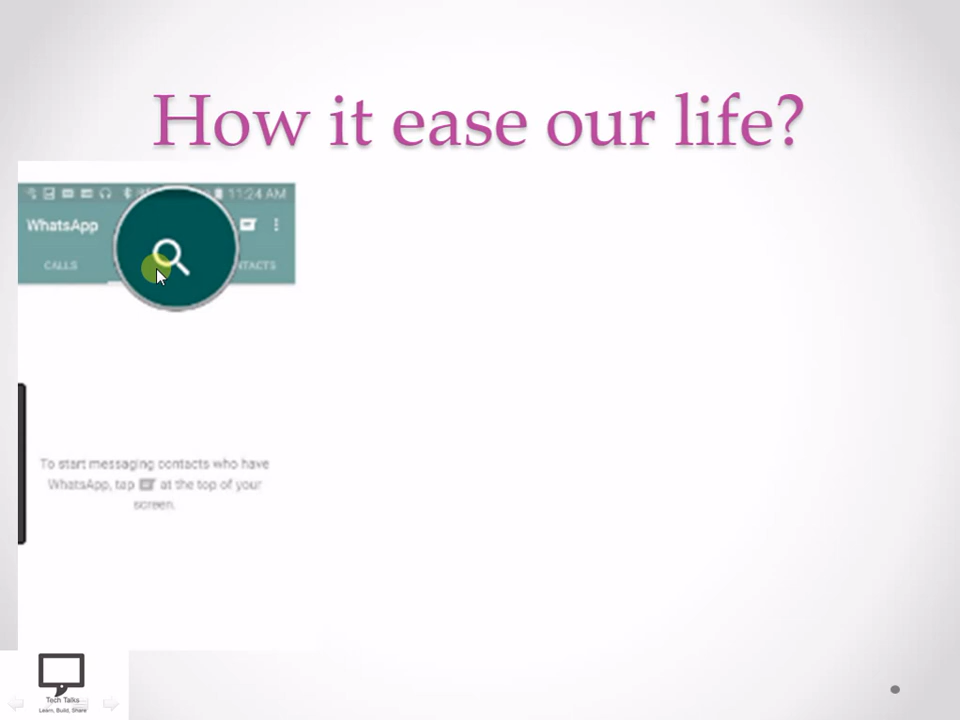 How it ease our life?
11:24 AM
WhatsApp
CALLS
NTACTS
To start messaging contacts who have
WhatsApp, tap at the top of your
screen.
Tech Talks
Learn, Build, Share